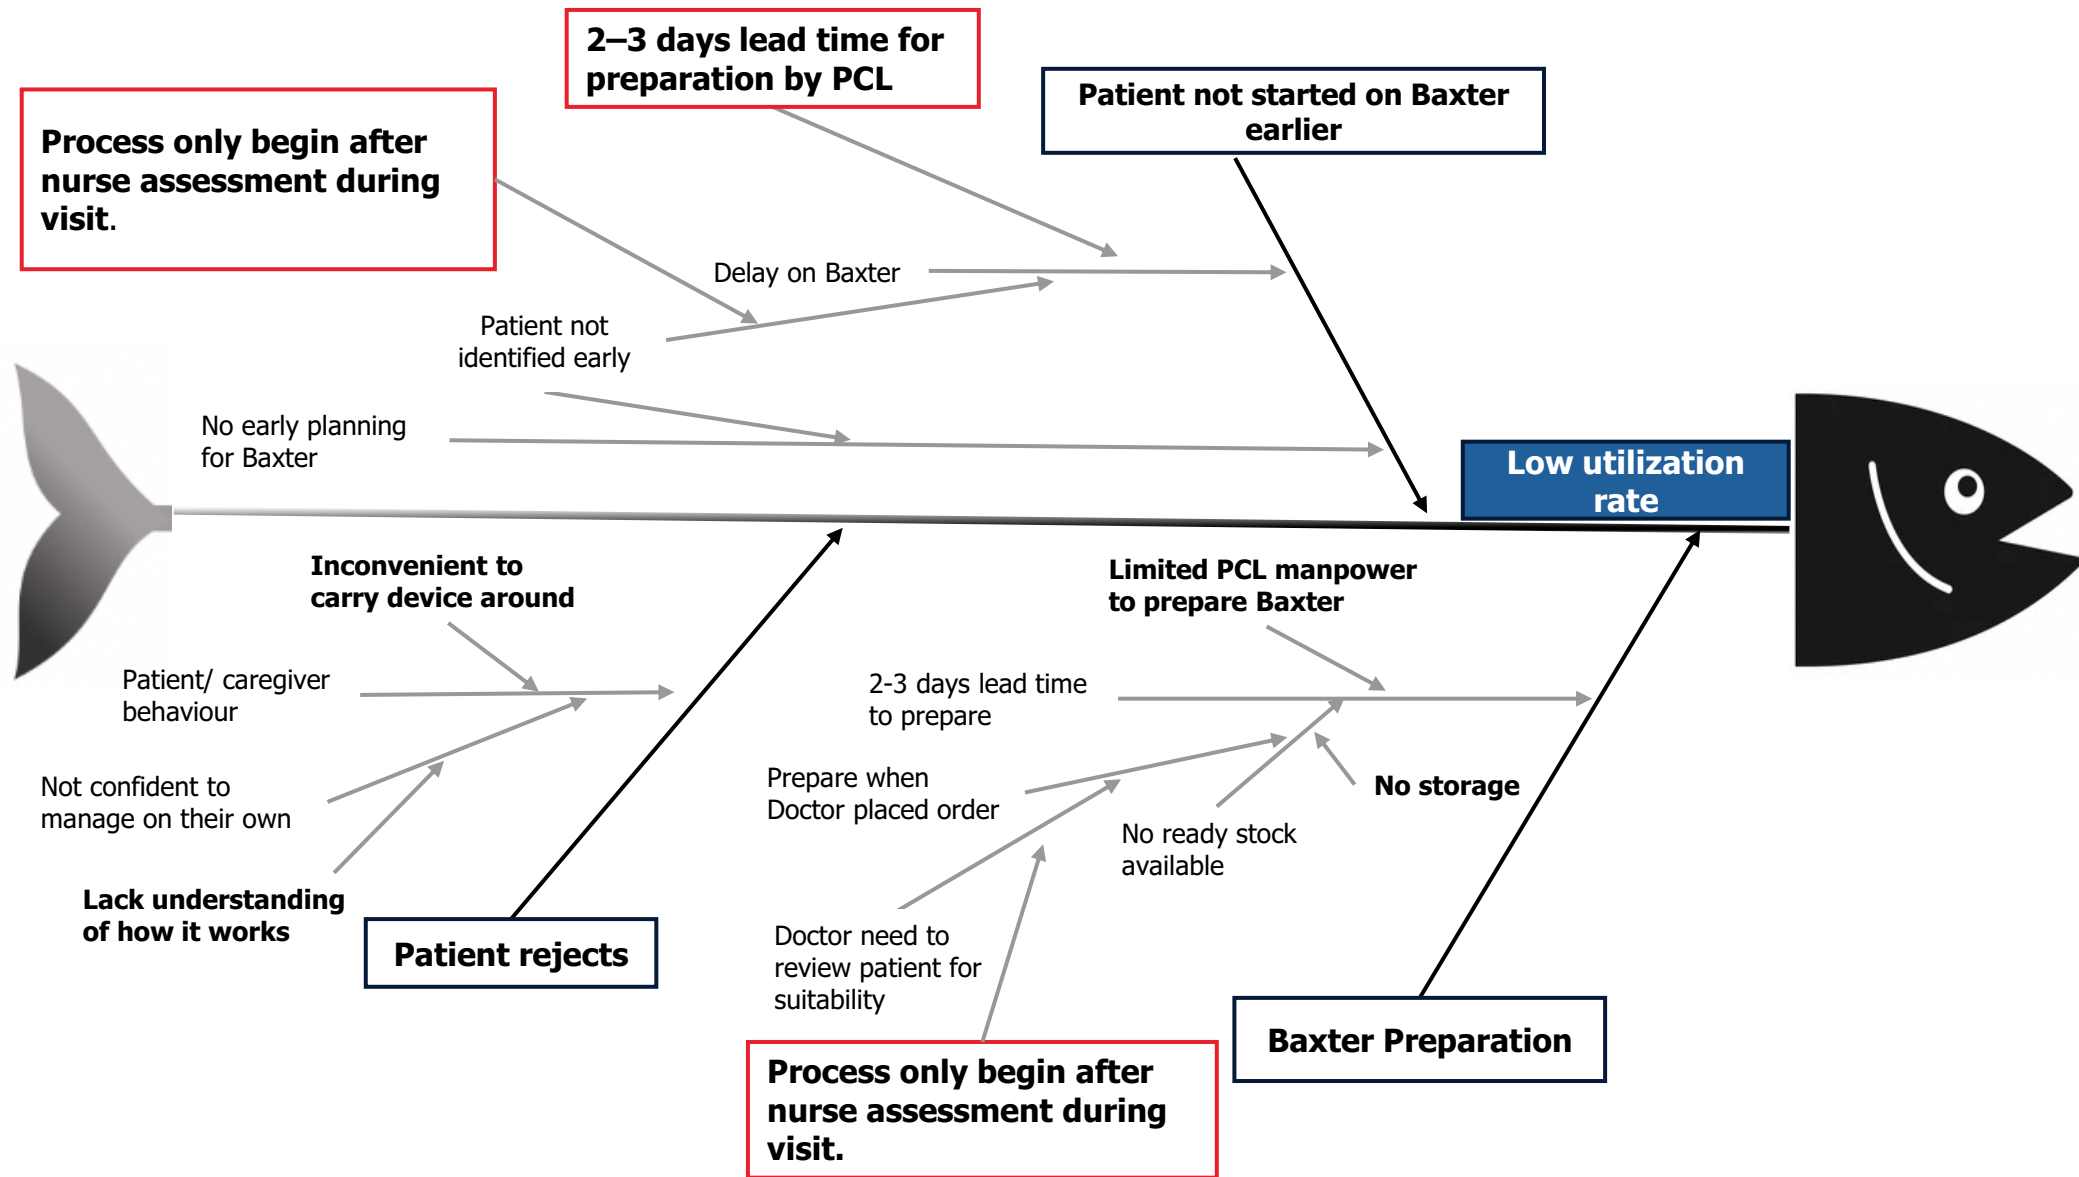 2–3 days lead time for
preparation by PCL
Patient not started on Baxter
earlier
Process only begin after
nurse assessment during
visit.
Delay on Baxter
Patient not
identified early
No early planning
for Baxter
Low utilization
rate
Inconvenient to
carry device around
Limited PCL manpower
to prepare Baxter
Patient/ caregiver
behaviour
2-3 days lead time
to prepare
Not confident to
manage on their own
Prepare when
Doctor placed order
No storage
No ready stock
available
Lack understanding
of how it works
Patient rejects
Doctor need to
review patient for
suitability
Baxter Preparation
Process only begin after
nurse assessment during
visit.